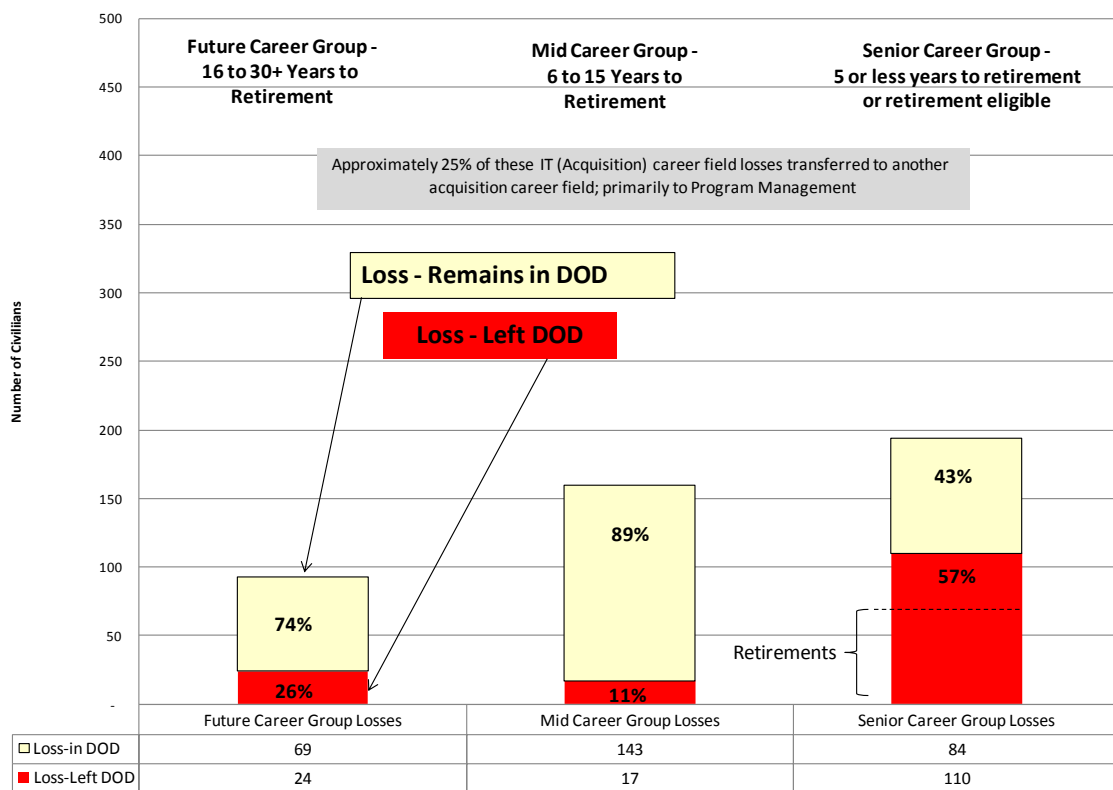 500
450
400
350
300
250
200
150
100
50
-
Number of Civiliians
Future Career Group -
16 to 30+ Years to
Retirement
Mid Career Group -
6 to 15 Years to
Retirement
Senior Career Group -
5 or less years to retirement
or retirement eligible
Approximately 25% of these IT (Acquisition) career field losses transferred to another
acquisition career field; primarily to Program Management
Loss - Remains in DOD
Loss - Left DOD
74%
26%
89%
11%
43%
57%
Retirements
Future Career Group Losses Mid Career Group Losses Senior Career Group Losses
Loss-in DOD 69 143 84
Loss-Left DOD 24 17 110